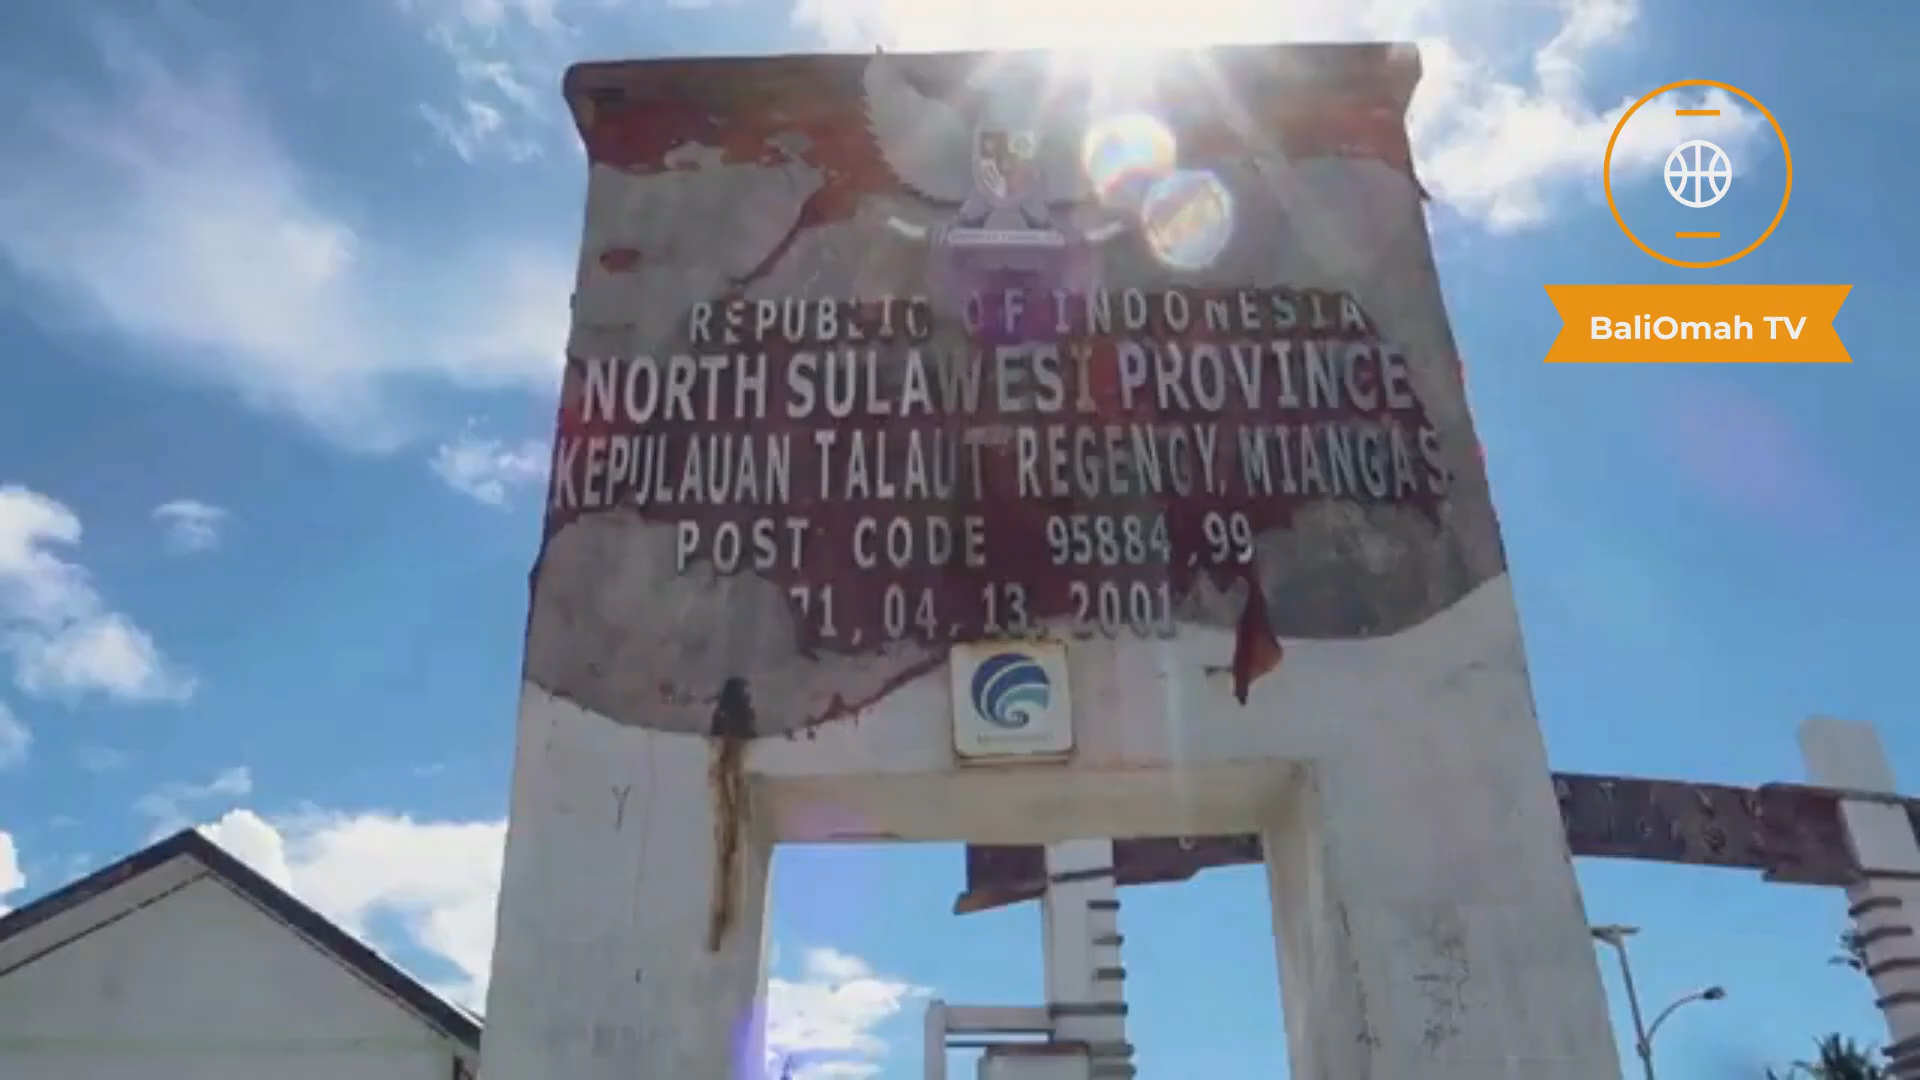 REPUBLIC OF INDONESIA
NORTH SULAWESI PROVINCE
KEPULAUAN TALAUT REGENCY, MIANGAS
POST CODE 95884,99
71, 04, 13, 2001
BaliOmah TV